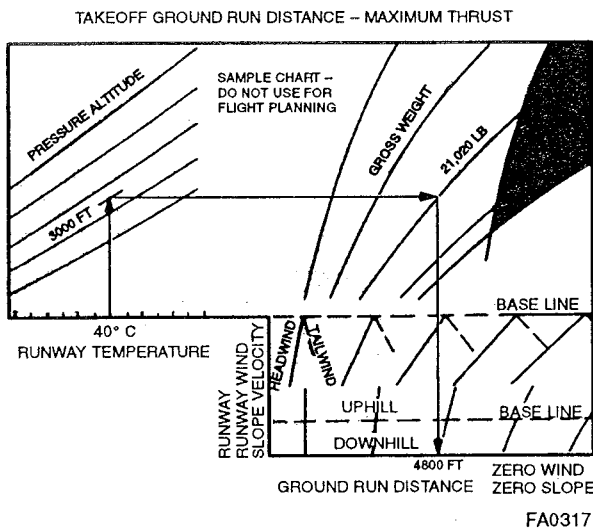 TAKEOFF GROUND RUN DISTANCE – MAXIMUM THRUST
PRESSURE ALTITUDE
SAMPLE CHART –
DO NOT USE FOR
FLIGHT PLANNING
GROSS WEIGHT
21,020 LB
3000 FT
40° C
RUNWAY TEMPERATURE
BASE LINE
HEADWIND
TAILWIND
RUNWAY WIND
VELOCITY
RUNWAY
SLOPE
UPHILL
BASE LINE
DOWNHILL
4800 FT
GROUND RUN DISTANCE
ZERO WIND
ZERO SLOPE
FA0317